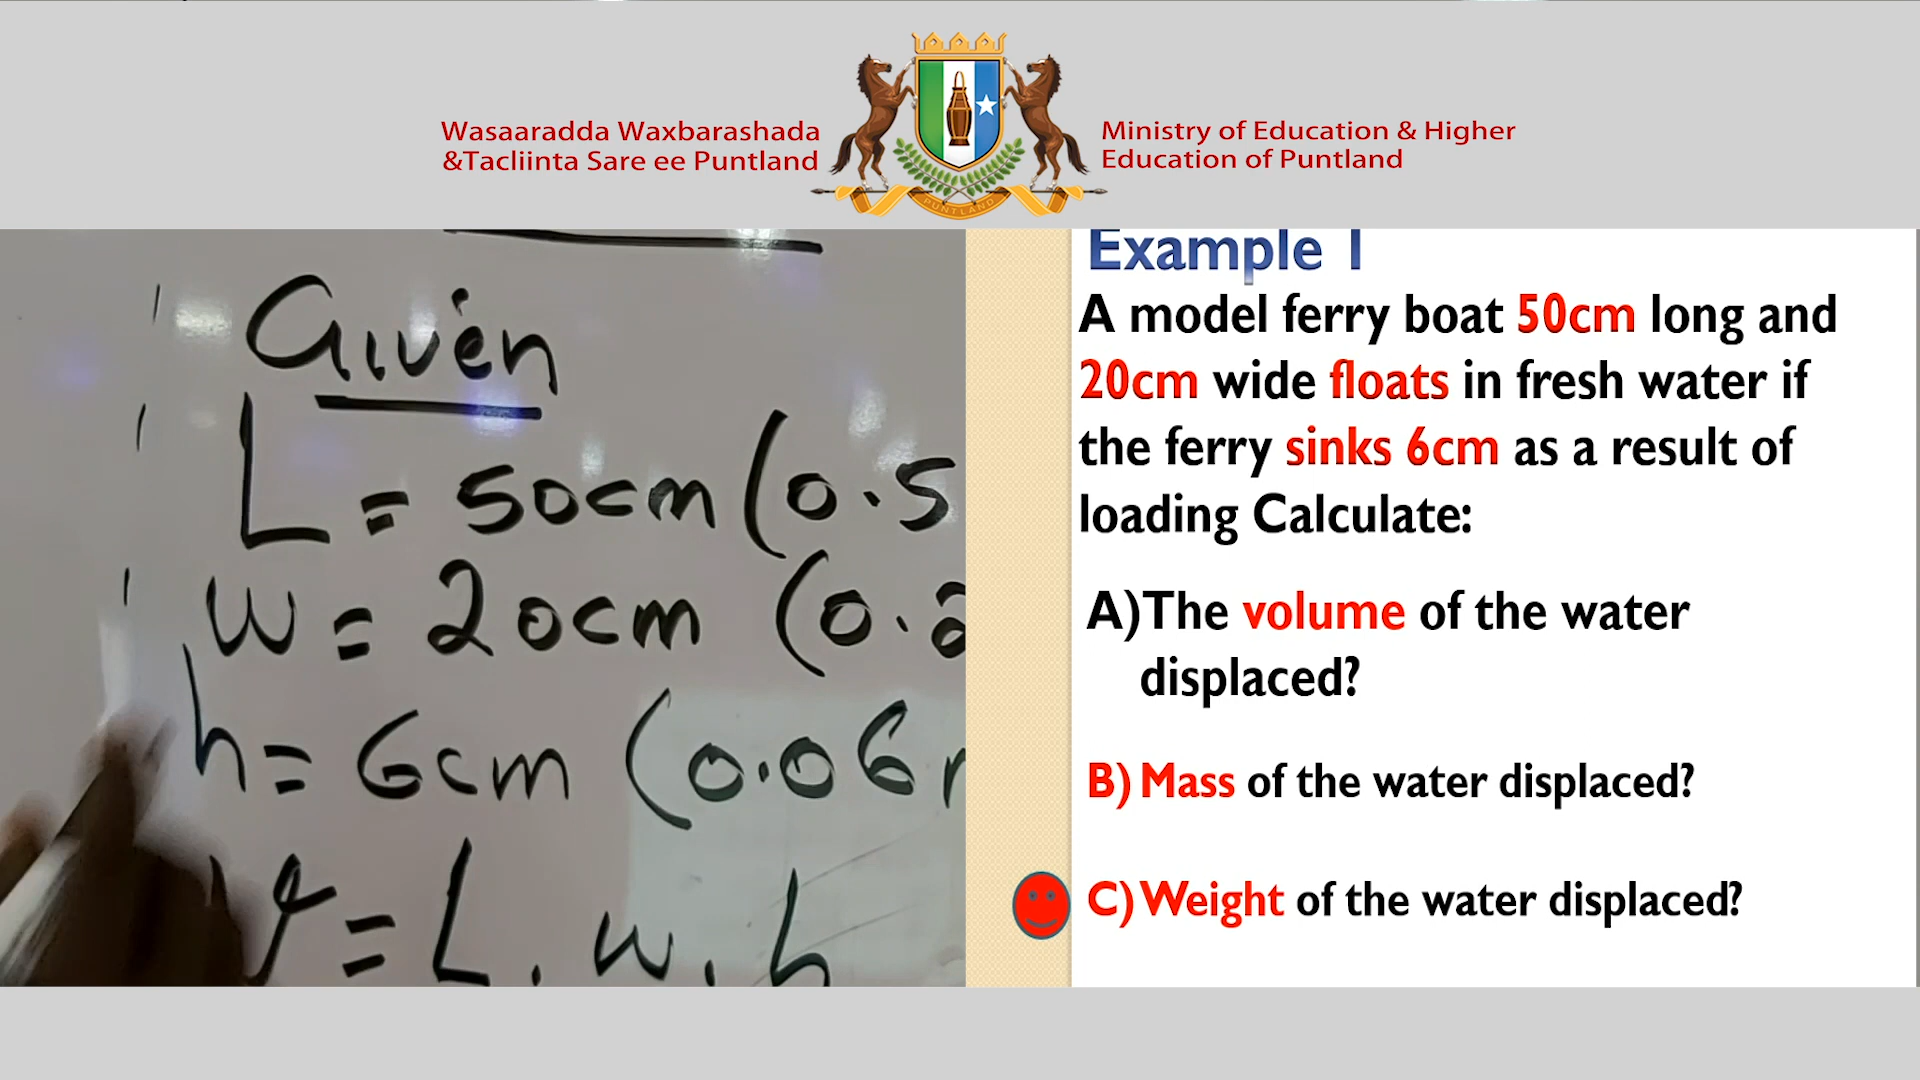 Wasaaradda Waxbarashada
&Tacliinta Sare ee Puntland
Ministry of Education & Higher
Education of Puntland
PUNTLAND
Given
L = 50cm (0.5
w = 20cm (0.2
h = 6cm (0.06m
V = L . w . h
Example 1
A model ferry boat 50cm long and
20cm wide floats in fresh water if
the ferry sinks 6cm as a result of
loading Calculate:
A)The volume of the water
displaced?
B) Mass of the water displaced?
C) Weight of the water displaced?